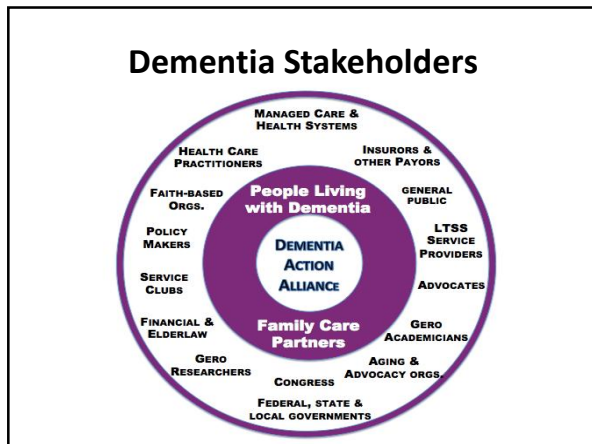 Dementia Stakeholders
MANAGED CARE &
HEALTH SYSTEMS
HEALTH CARE
PRACTITIONERS
INSURORS &
OTHER PAYORS
FAITH-BASED
ORGS.
People Living
with Dementia
GENERAL
PUBLIC
POLICY
MAKERS
DEMENTIA
ACTION
ALLIANCE
LTSS
SERVICE
PROVIDERS
SERVICE
CLUBS
ADVOCATES
FINANCIAL &
ELDERLAW
Family Care
Partners
GERO
ACADEMICIANS
GERO
RESEARCHERS
AGING &
ADVOCACY ORGS.
CONGRESS
FEDERAL, STATE &
LOCAL GOVERNMENTS